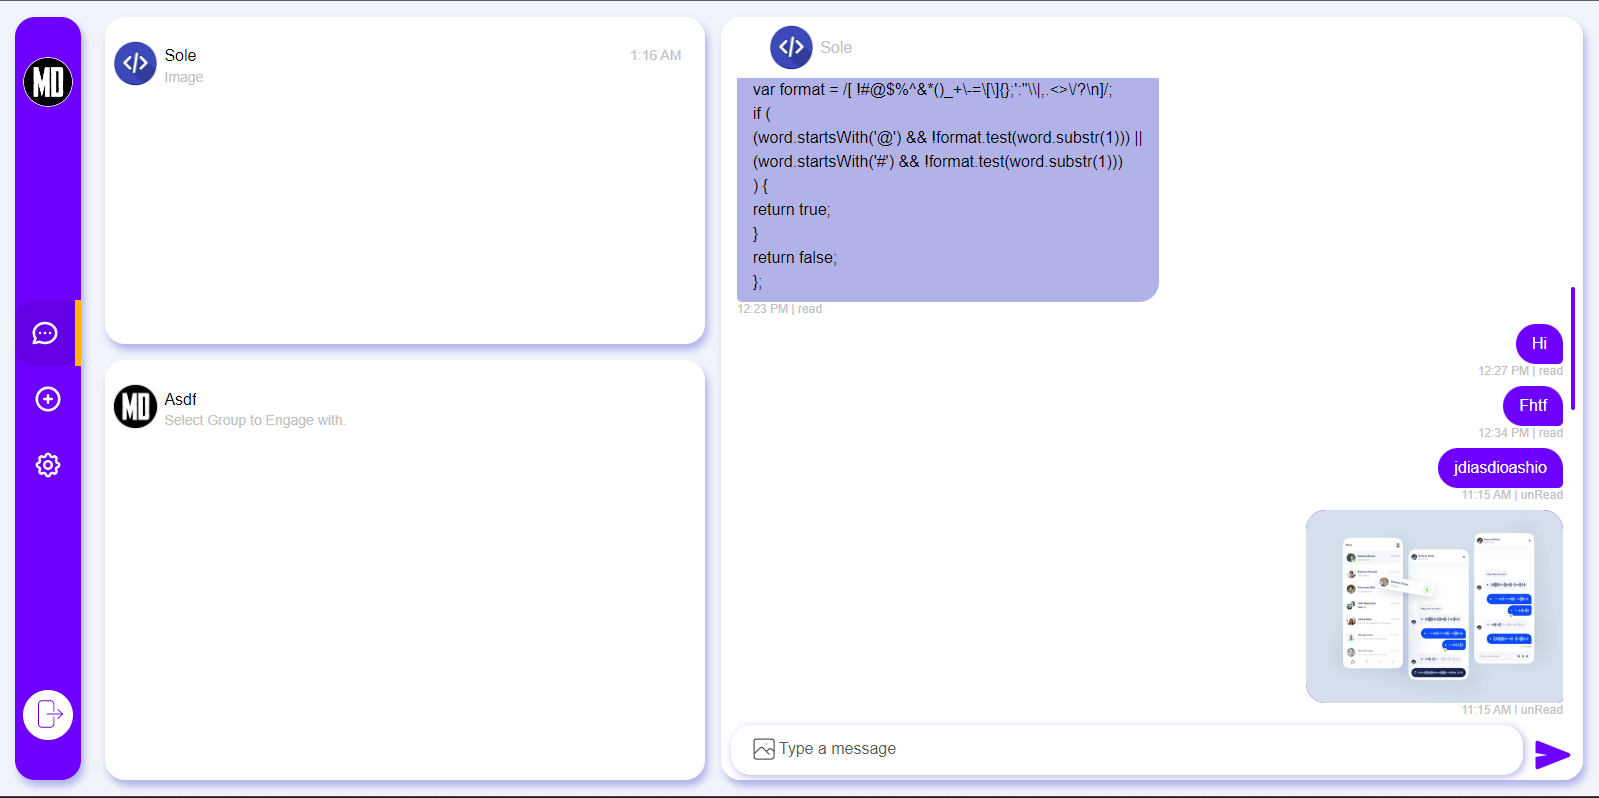 MD
Sole
1:16 AM
Image
Asdf
Select Group to Engage with.
Sole
var format = /[ !#@$%^&*()_+\-=\[\]{};':"\\|,.<>\/?\n]/;
if (
(word.startsWith('@') && !format.test(word.substr(1))) ||
(word.startsWith('#') && !format.test(word.substr(1)))
) {
return true;
}
return false;
};
12:23 PM | read
Hi
12:27 PM | read
Fhtf
12:34 PM | read
jdiasdioashio
11:15 AM | unRead
11:15 AM | unRead
Type a message